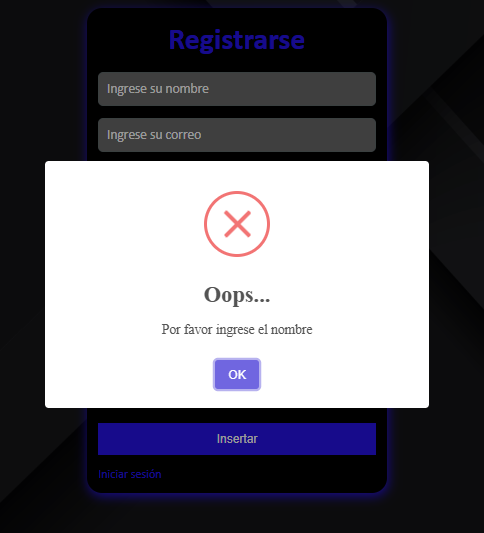 Registrarse
Ingrese su nombre
Ingrese su correo
Oops...
Por favor ingrese el nombre
OK
Insertar
Iniciar sesión